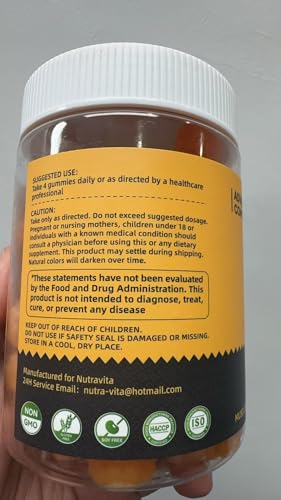 SUGGESTED USE:
Take 4 gummies daily or as directed by a healthcare
professional
CAUTION:
Take only as directed. Do not exceed suggested dosage.
Pregnant or nursing mothers, children under 18 or
individuals with a known medical condition should
consult a physician before using this or any dietary
supplement. This product may settle during shipping.
Natural colors will darken over time.
*These statements have not been evaluated
by the Food and Drug Administration. This
product is not intended to diagnose, treat,
cure, or prevent any disease
KEEP OUT OF REACH OF CHILDREN.
DO NOT USE IF SAFETY SEAL IS DAMAGED OR MISSING.
STORE IN A COOL, DRY PLACE.
Manufactured for Nutravita
24H Service Email: nutra-vita@hotmail.com
NON
GMO
SOY FREE
HACCP
ISO